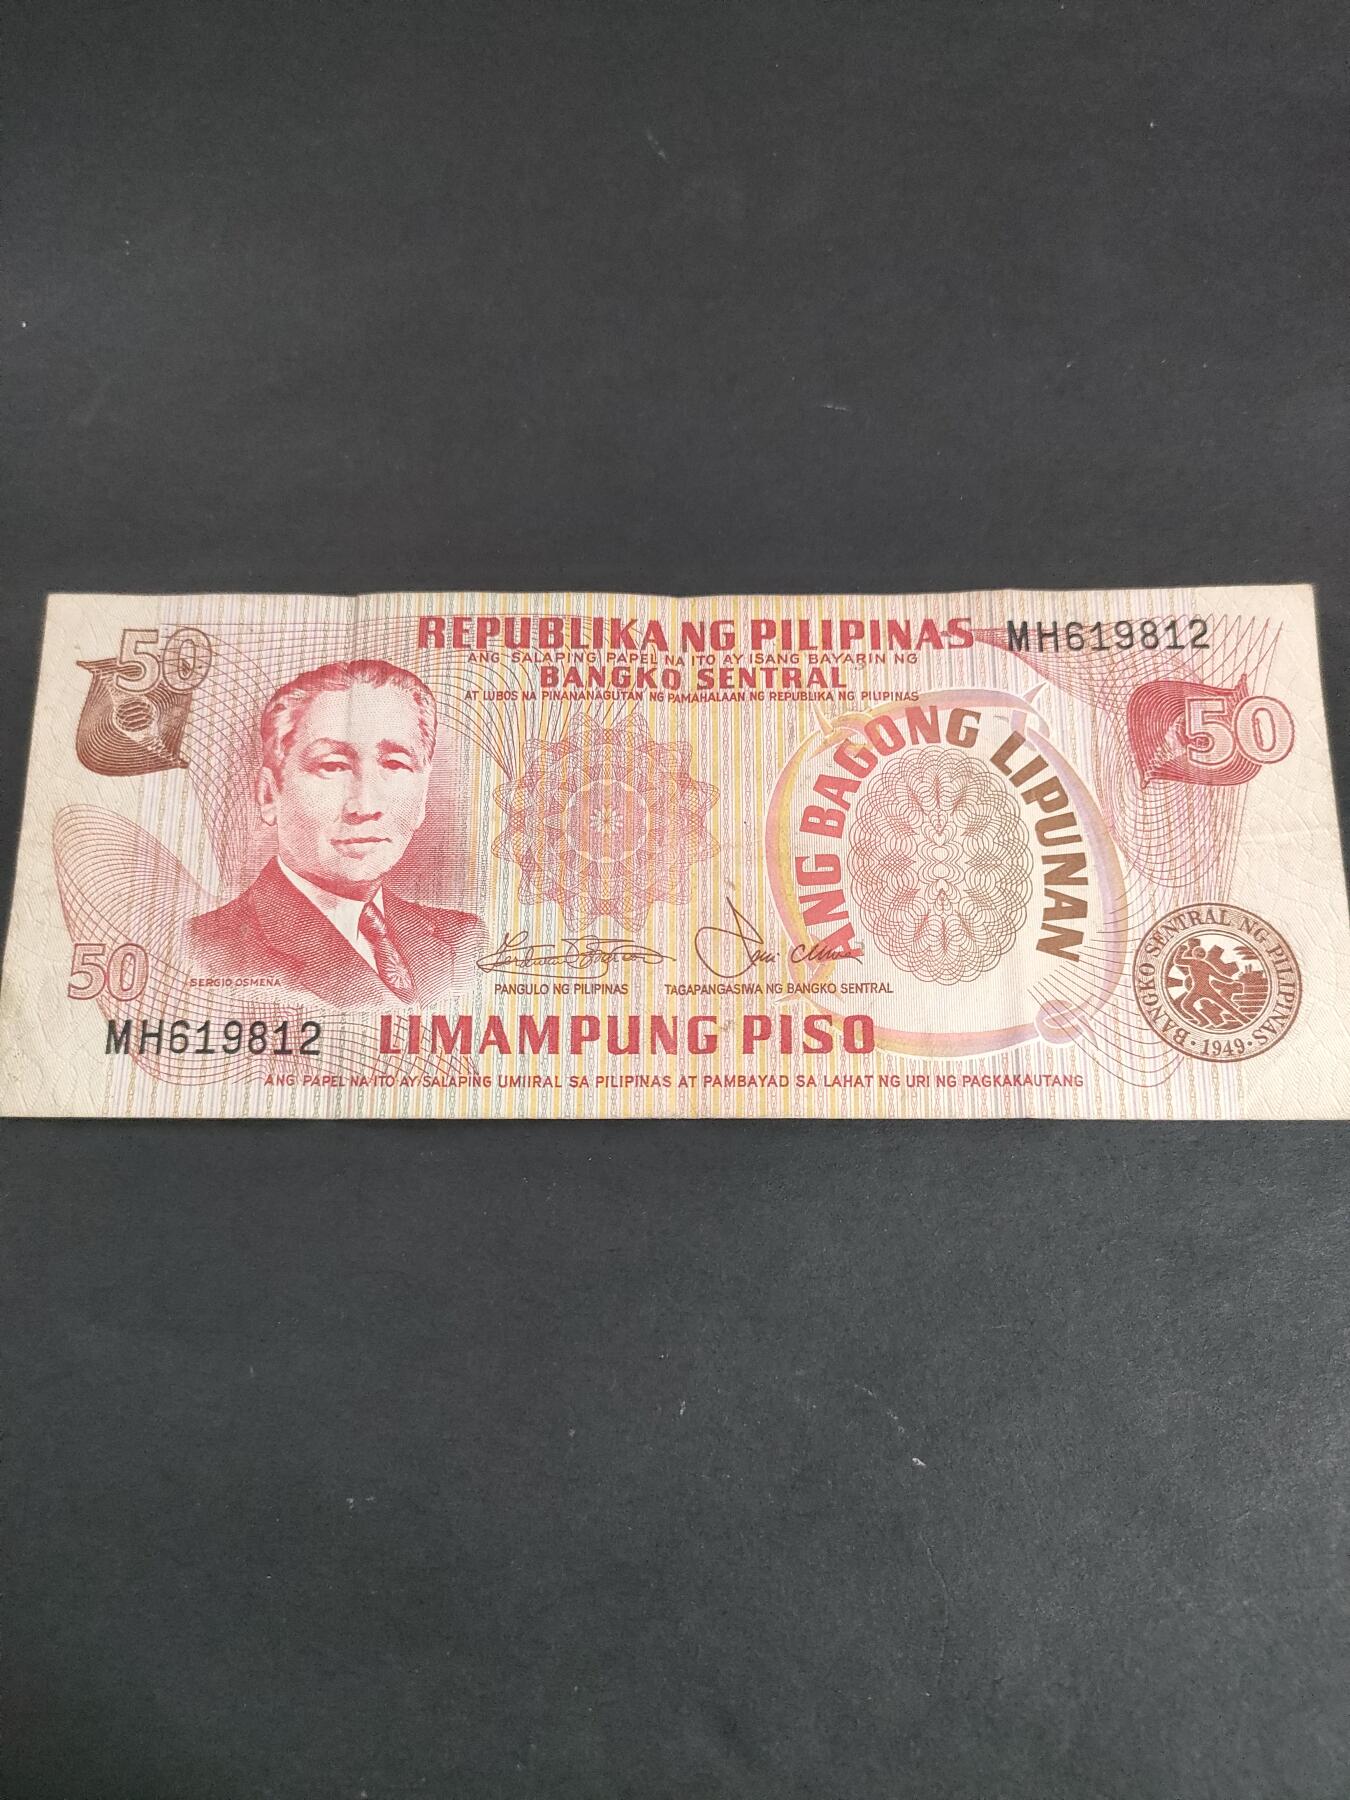 50
REPUBLIKA NG PILIPINAS
MH619812
ANG SALAPING PAPEL NA ITO AY ISANG BAYARIN NG
BANGKO SENTRAL
AT LUBOS NA PINANANAGUTAN NG PAMAHALAAN NG REPUBLIKA NG PILIPINAS
50
ANG BAGONG LIPUNAN
BANGKO SENTRAL NG PILIPINAS
1949
50
SERGIO OSMEÑA
PANGULO NG PILIPINAS
TAGAPANGASIWA NG BANGKO SENTRAL
MH619812
LIMAMPUNG PISO
ANG PAPEL NA ITO AY SALAPING UMIIRAL SA PILIPINAS AT PAMBAYAD SA LAHAT NG URI NG PAGKAKAUTANG